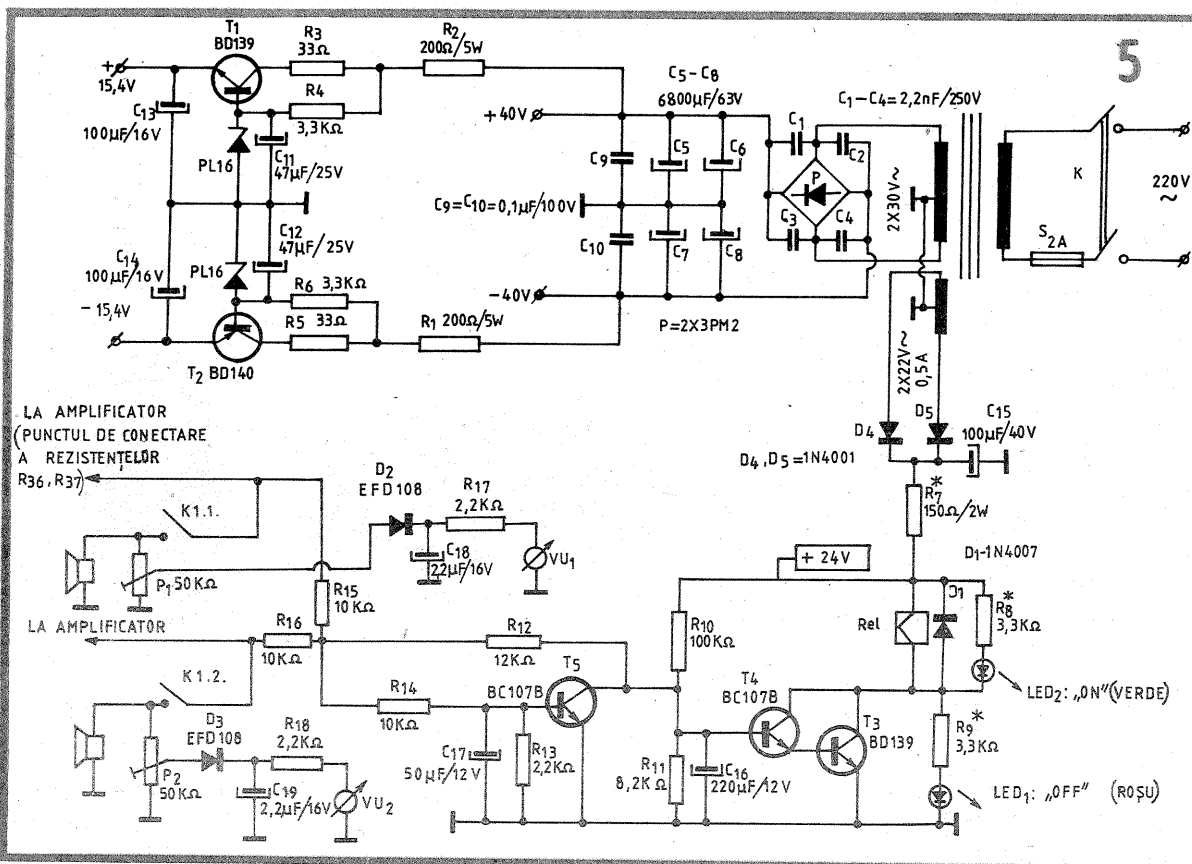 5
T1
BD139
R3
33Ω
R2
200Ω/5W
+
15,4V
C13
100µF/16V
R4
3,3KΩ
PL16
C11
47µF/25V
C5-C8
6800µF/63V
C1-C4=2,2nF/250V
+40V
C9
C5
C6
C1
C2
P
C3
C4
C9=C10=0,1µF/100V
C10
C7
C8
2X30V~
K
220V
~
S
2A
C12
47µF/25V
C14
100µF/16V
PL16
R6 3,3KΩ
-15,4V
R5
33Ω
R1 200Ω/5W
-40V
P=2X3PM2
T2 BD140
2X22V~
0,5A
LA AMPLIFICATOR
(PUNCTUL DE CONECTARE
A REZISTENŢELOR
R36,R37)
D4
D5
C15
100µF/40V
D4,D5=1N4001
R7*
150Ω/2W
K1.1.
D2
EFD108
R17
2,2KΩ
C18
22µF/16V
VU1
P1 50KΩ
R15
10KΩ
+24V
D1-1N4007
D1
Rel
R8*
3,3KΩ
LA AMPLIFICATOR
R16
10KΩ
R12
12KΩ
R10
100KΩ
K1.2.
R14
10KΩ
T5
BC107B
T4
BC107B
LED2: „ON"(VERDE)
T3
BD139
R9*
3,3KΩ
D3
EFD108
R18
2,2KΩ
P2
50KΩ
C19
2,2µF/16V
VU2
C17
50µF/12V
R13
2,2KΩ
R11
8,2KΩ
C16
220µF/12V
LED1: „OFF" (ROŞU)